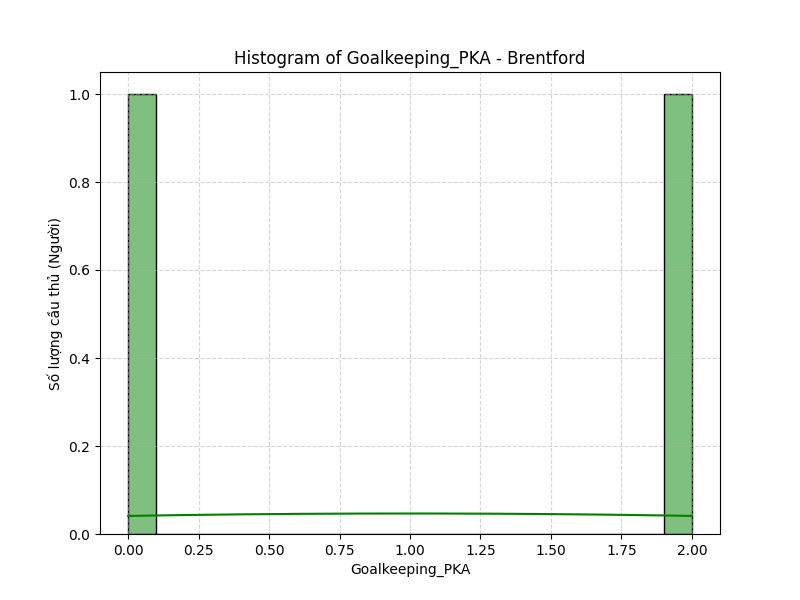 Histogram of Goalkeeping_PKA - Brentford
Số lượng cầu thủ (Người)
1.0
0.8
0.6
0.4
0.2
0.0
0.00 0.25 0.50 0.75 1.00 1.25 1.50 1.75 2.00
Goalkeeping_PKA